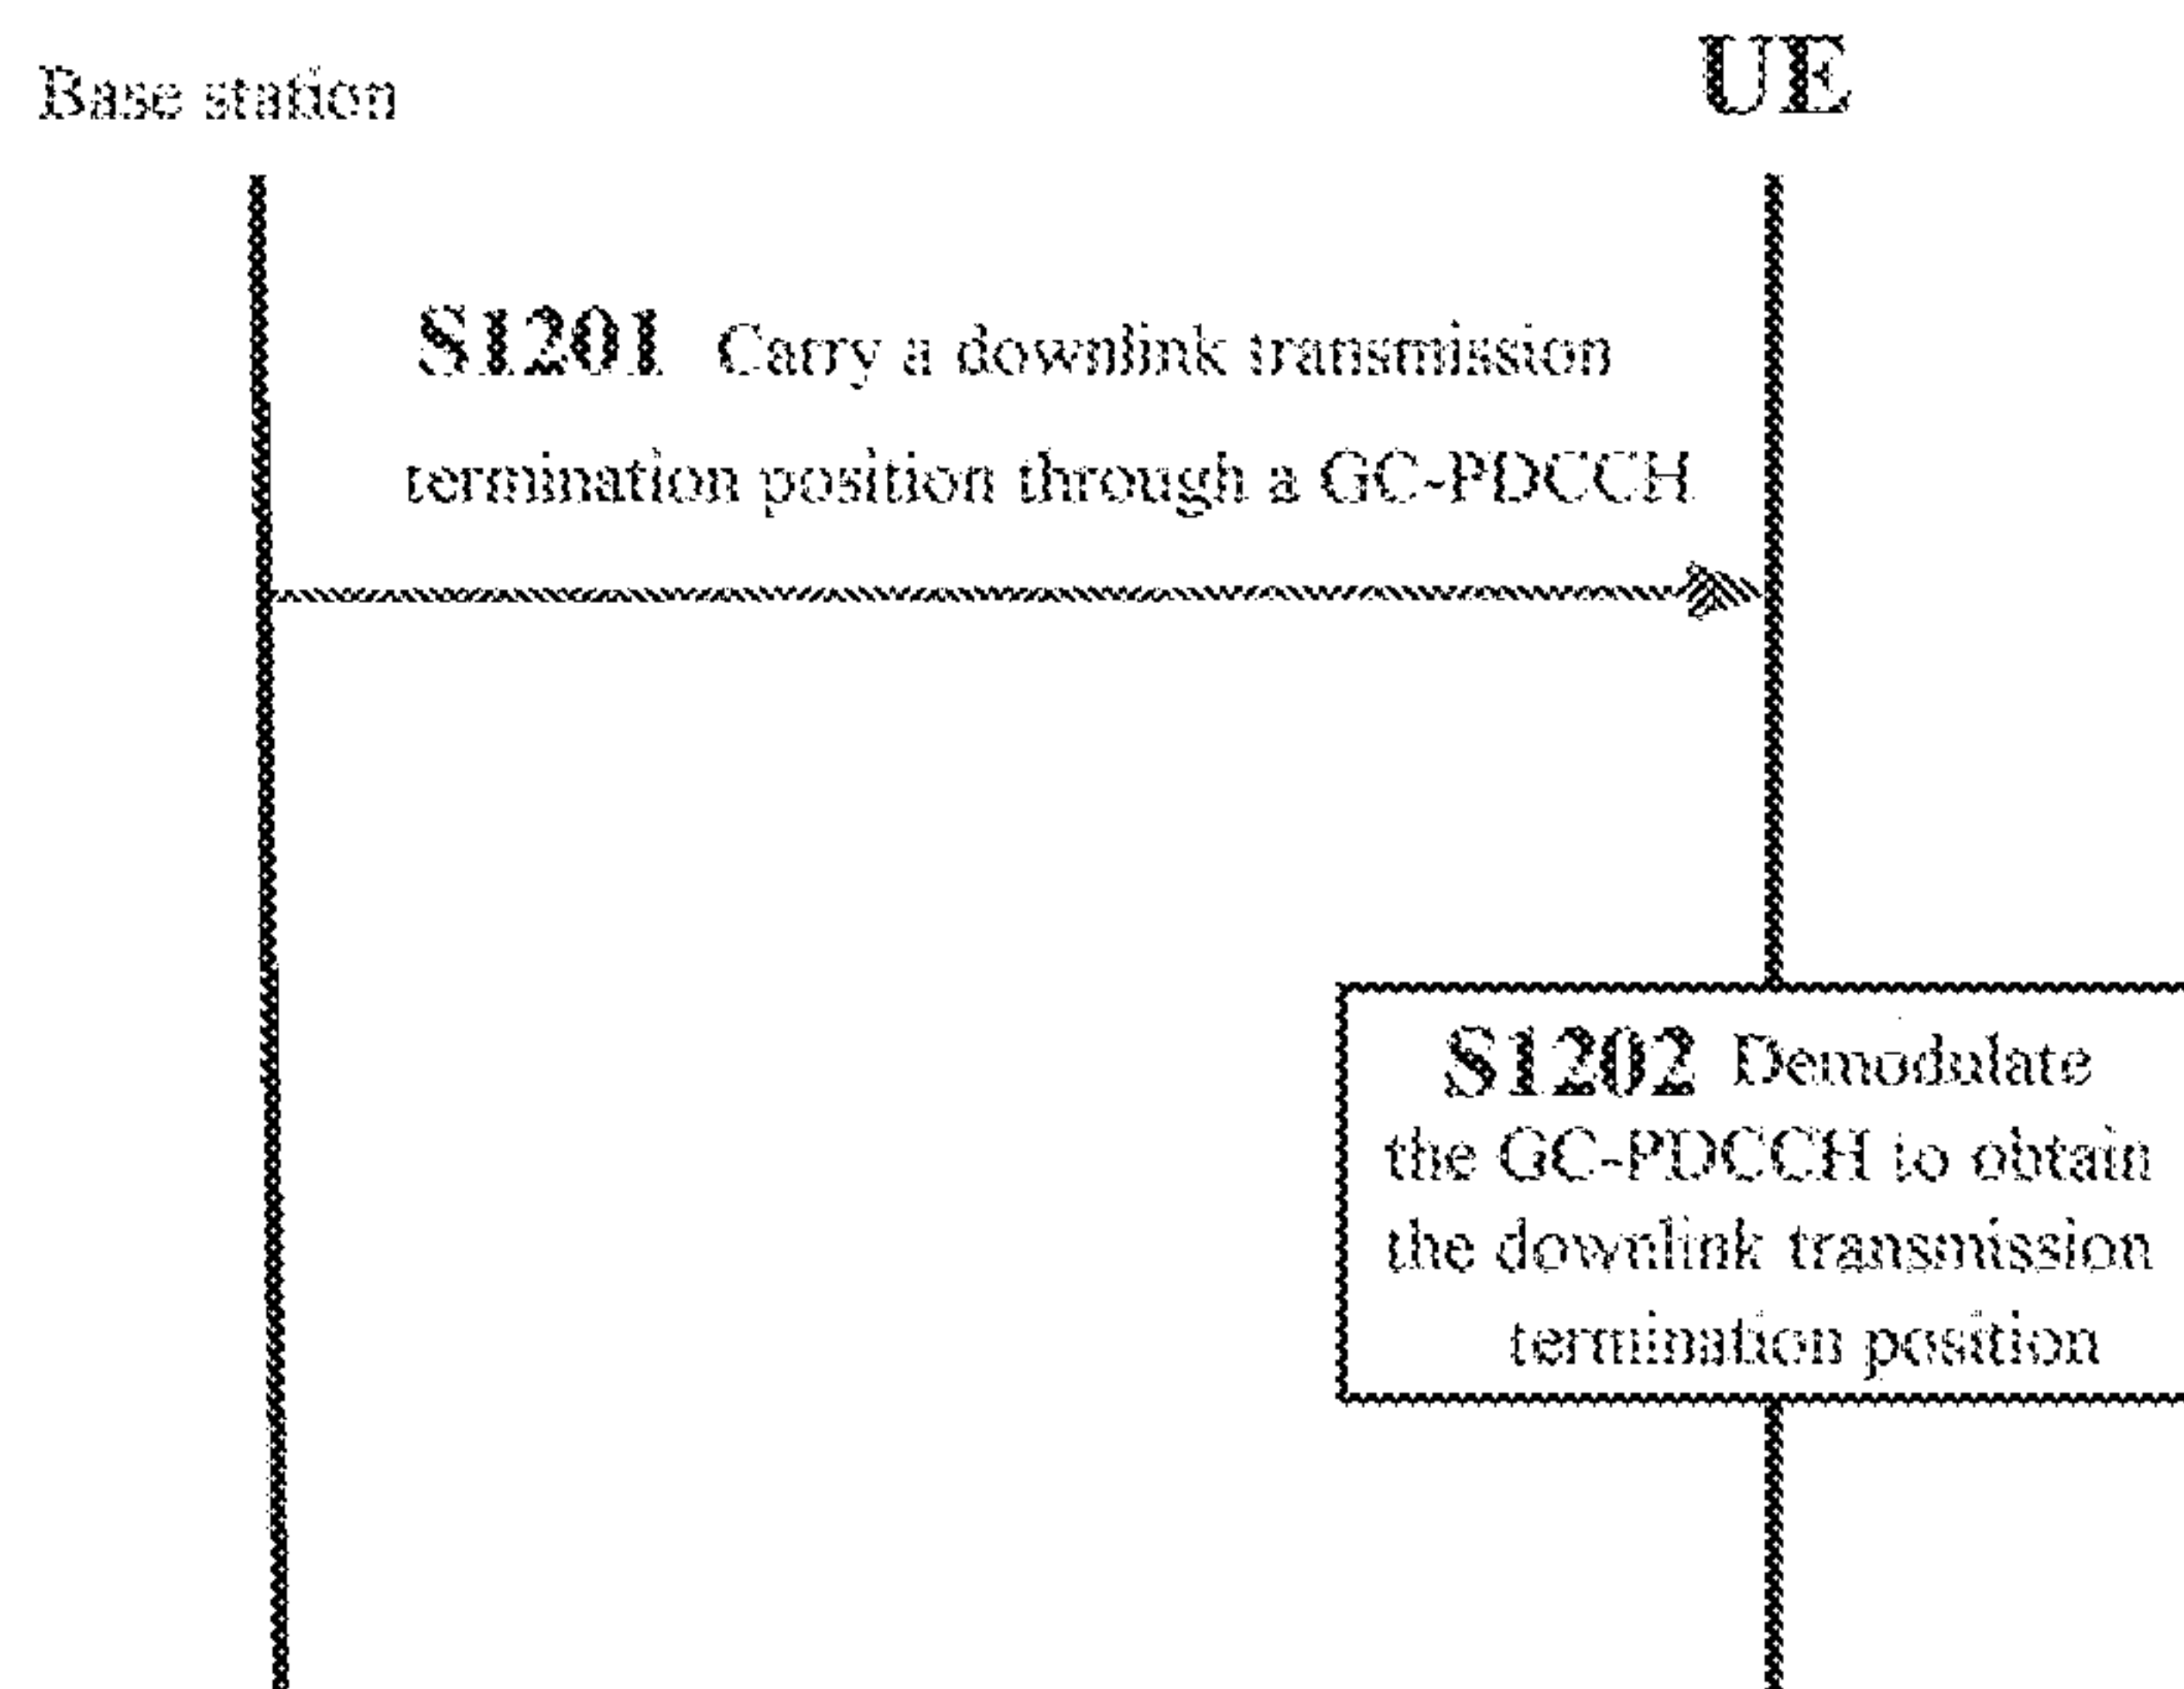 Base station
UE
S1201 Carry a downlink transmission
termination position through a GC-PDCCH
S1202 Demodulate
the GC-PDCCH to obtain
the downlink transmission
termination position